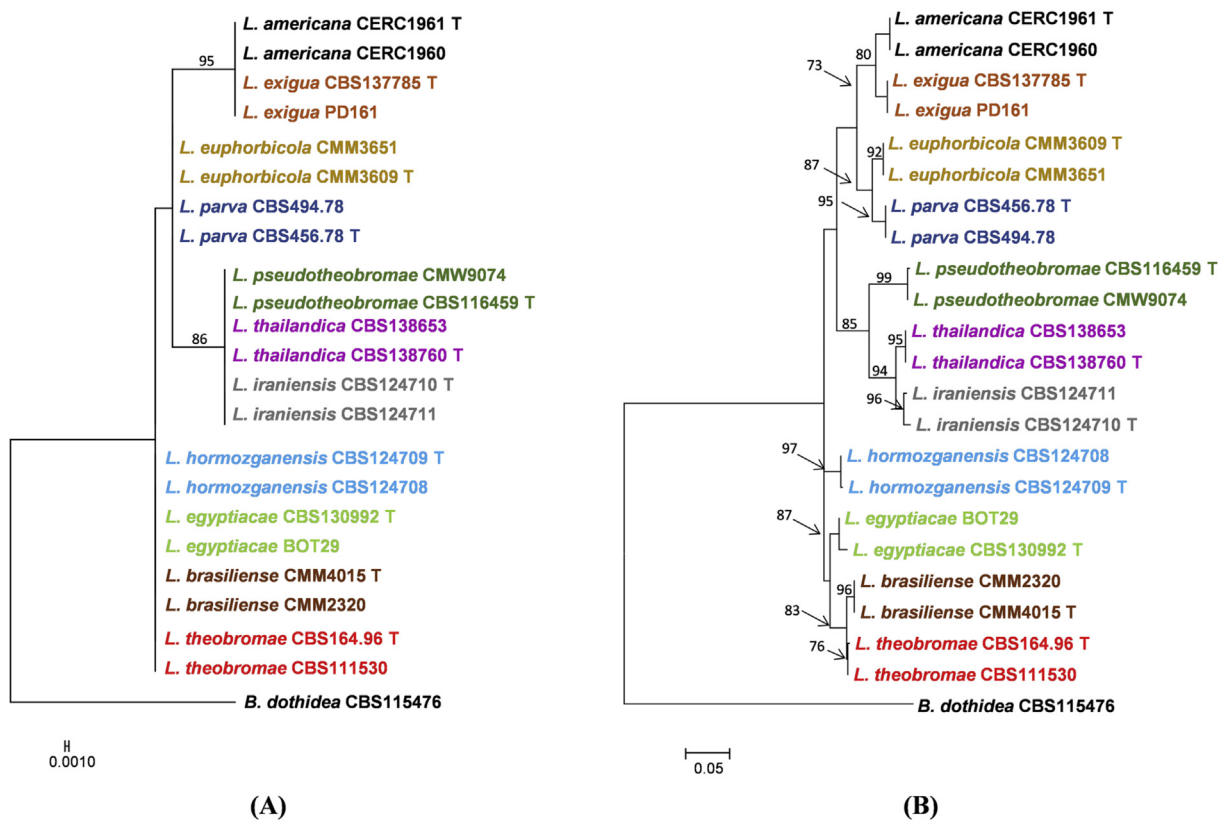 L. americana CERC1961 T
L. americana CERC1960
95
L. exigua CBS137785 T
L. exigua PD161
L. euphorbicola CMM3651
L. euphorbicola CMM3609 T
L. parva CBS494.78
L. parva CBS456.78 T
L. pseudotheobromae CMW9074
L. pseudotheobromae CBS116459 T
L. thailandica CBS138653
86
L. thailandica CBS138760 T
L. iraniensis CBS124710 T
L. iraniensis CBS124711
L. hormozganensis CBS124709 T
L. hormozganensis CBS124708
L. egyptiacae CBS130992 T
L. egyptiacae BOT29
L. brasiliense CMM4015 T
L. brasiliense CMM2320
L. theobromae CBS164.96 T
L. theobromae CBS111530
B. dothidea CBS115476
0.0010
(A)
L. americana CERC1961 T
80
L. americana CERC1960
73
L. exigua CBS137785 T
L. exigua PD161
L. euphorbicola CMM3609 T
92
87
L. euphorbicola CMM3651
95
L. parva CBS456.78 T
L. parva CBS494.78
L. pseudotheobromae CBS116459 T
99
L. pseudotheobromae CMW9074
85
L. thailandica CBS138653
95
L. thailandica CBS138760 T
94
L. iraniensis CBS124711
96
L. iraniensis CBS124710 T
97
L. hormozganensis CBS124708
L. hormozganensis CBS124709 T
87
L. egyptiacae BOT29
L. egyptiacae CBS130992 T
L. brasiliense CMM2320
96
83
L. brasiliense CMM4015 T
L. theobromae CBS164.96 T
76
L. theobromae CBS111530
B. dothidea CBS115476
0.05
(B)